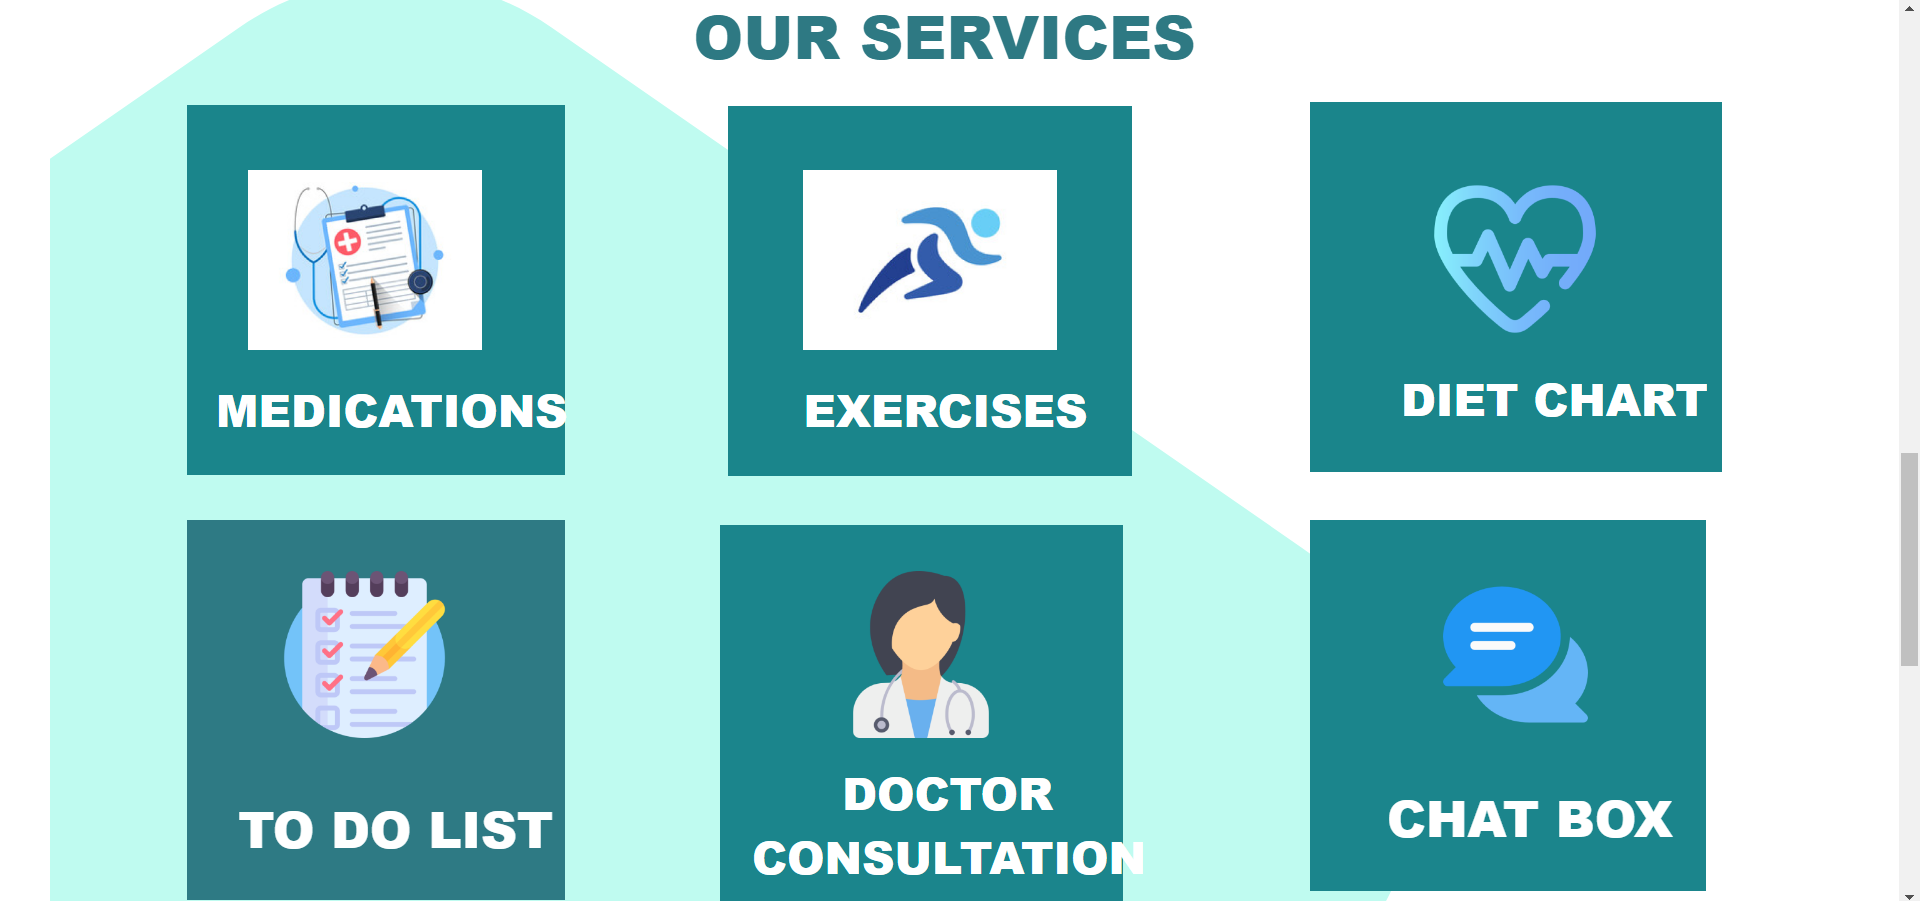 OUR SERVICES
MEDICATIONS
EXERCISES
DIET CHART
TO DO LIST
DOCTOR
CONSULTATION
CHAT BOX